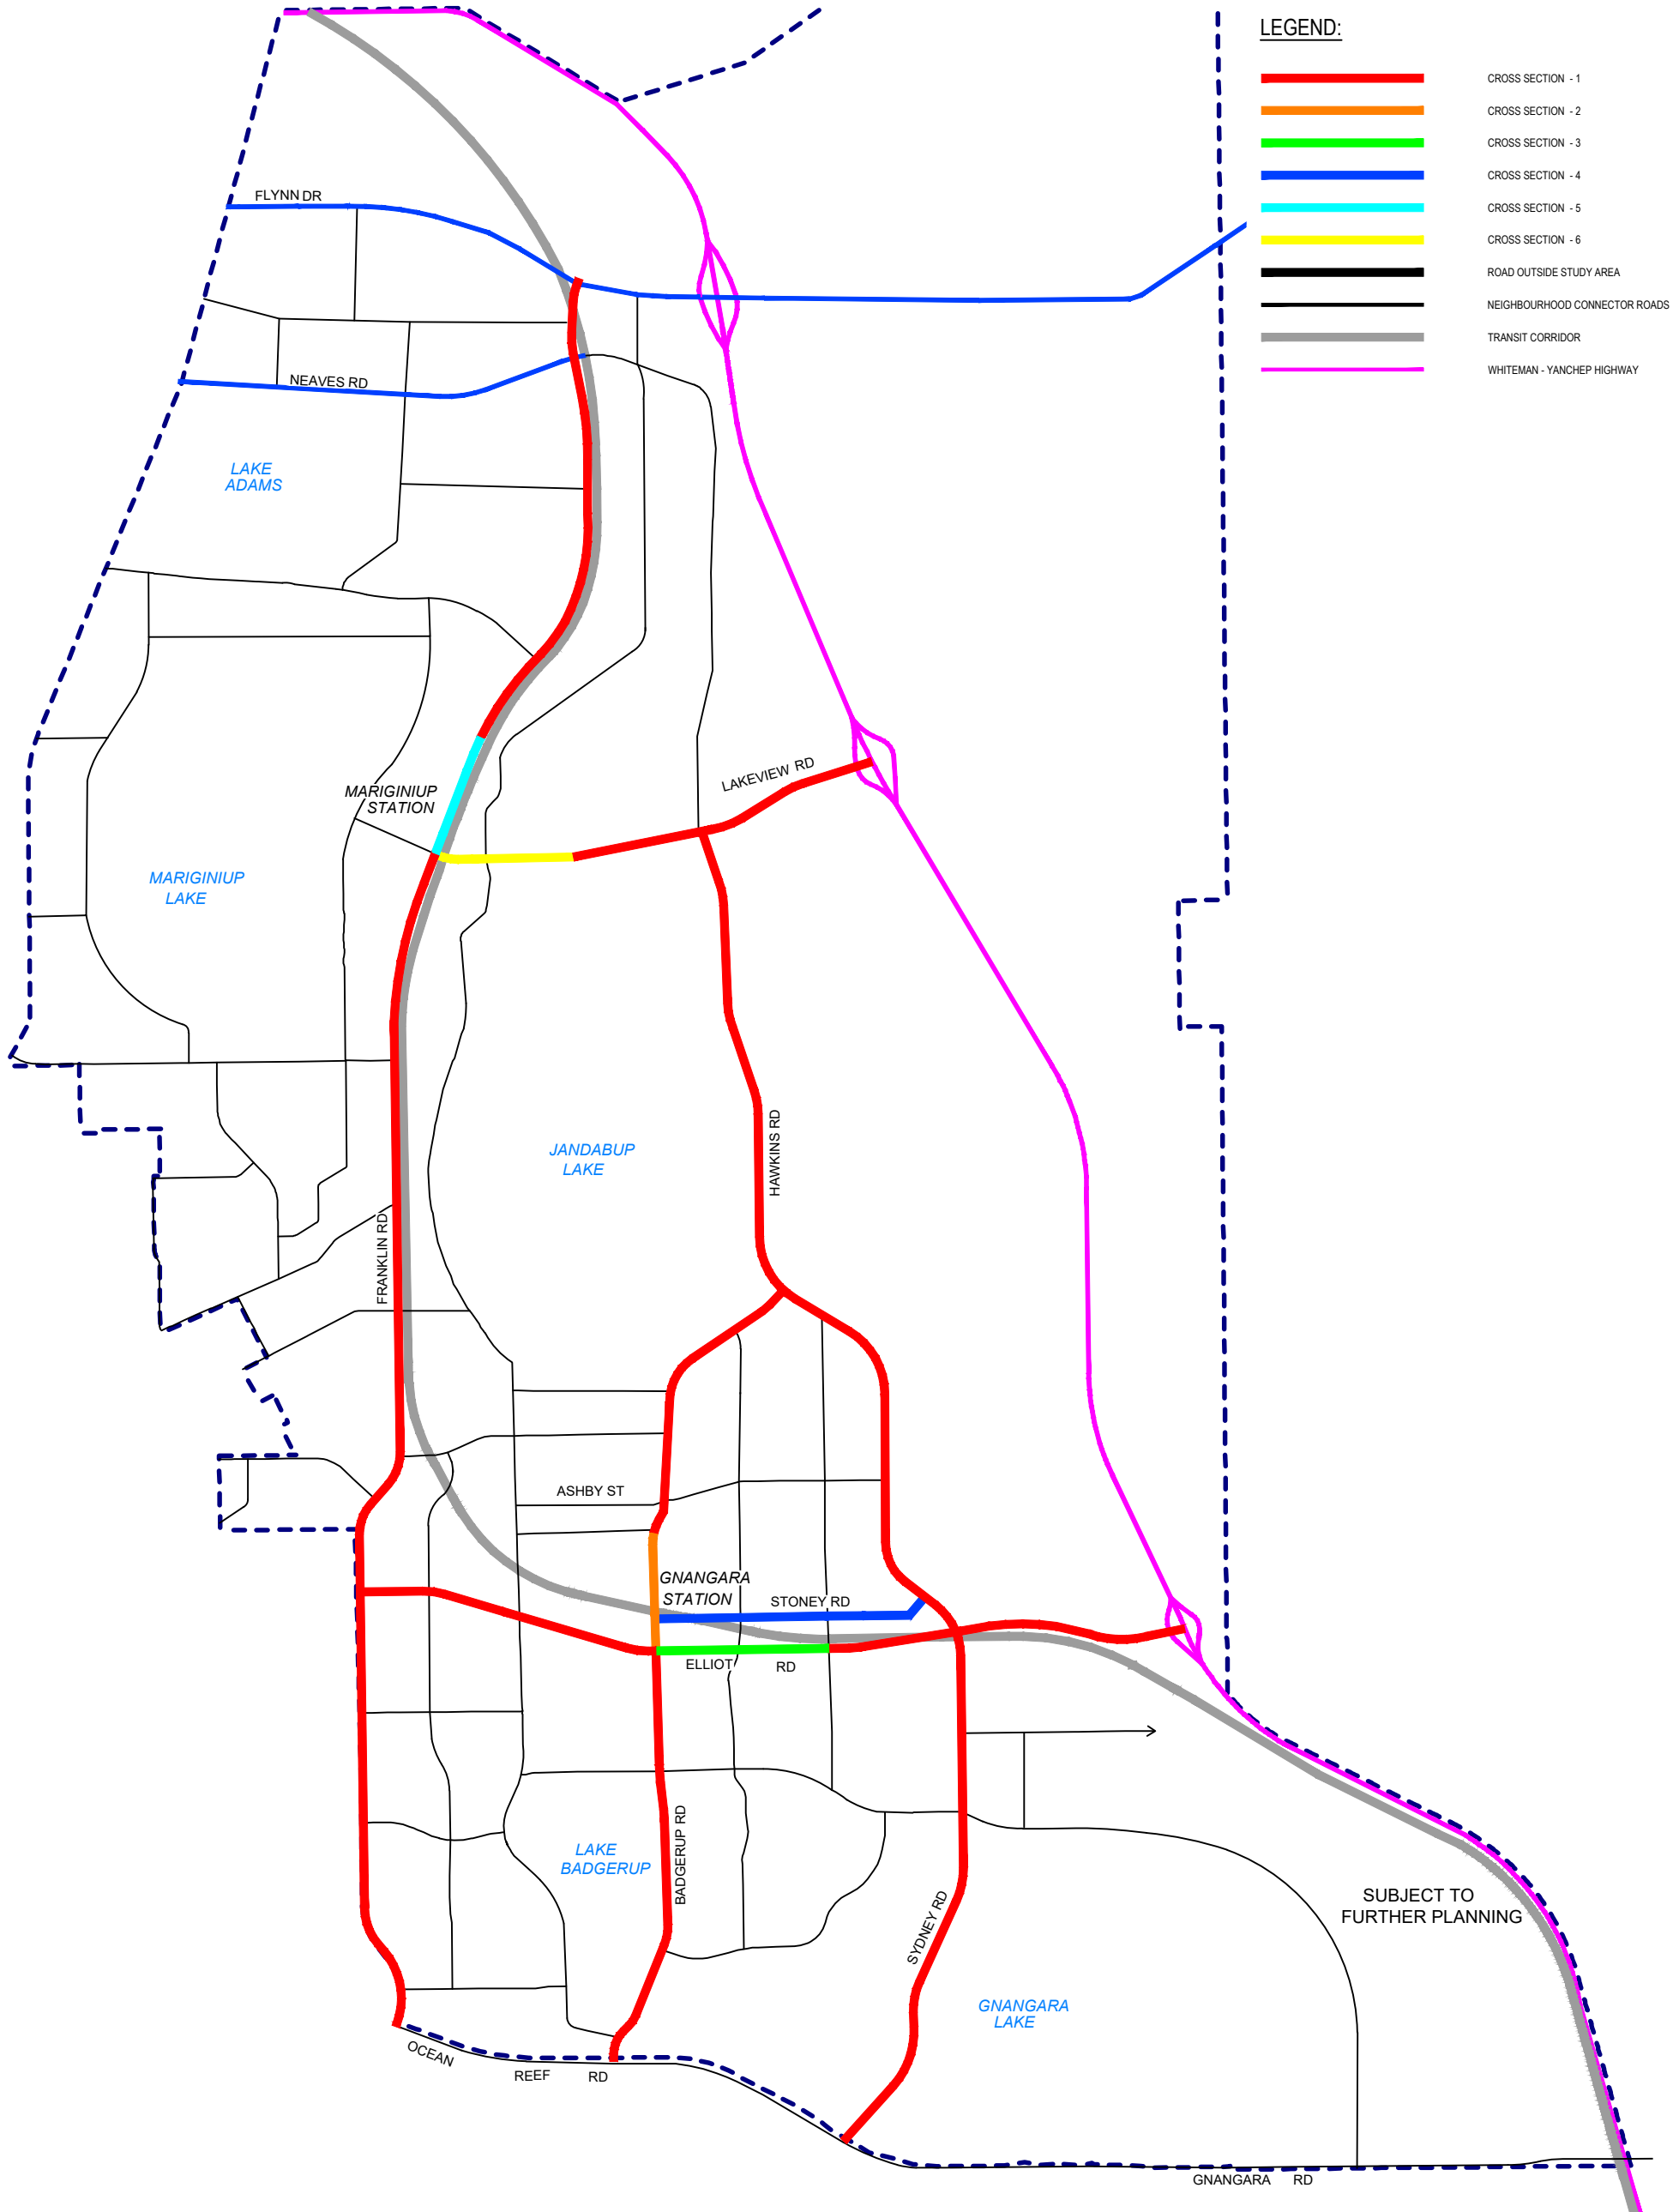 LEGEND:
CROSS SECTION - 1
CROSS SECTION - 2
CROSS SECTION - 3
CROSS SECTION - 4
CROSS SECTION - 5
CROSS SECTION - 6
ROAD OUTSIDE STUDY AREA
NEIGHBOURHOOD CONNECTOR ROADS
TRANSIT CORRIDOR
WHITEMAN - YANCHEP HIGHWAY
FLYNN DR
NEAVES RD
LAKE
ADAMS
LAKEVIEW RD
MARIGINIUP
STATION
MARIGINIUP
LAKE
HAWKINS RD
JANDABUP
LAKE
FRANKLIN RD
ASHBY ST
GNANGARA
STATION
STONEY RD
ELLIOT RD
BADGERUP RD
LAKE
BADGERUP
SYDNEY RD
SUBJECT TO
FURTHER PLANNING
GNANGARA
LAKE
OCEAN REEF RD
GNANGARA RD